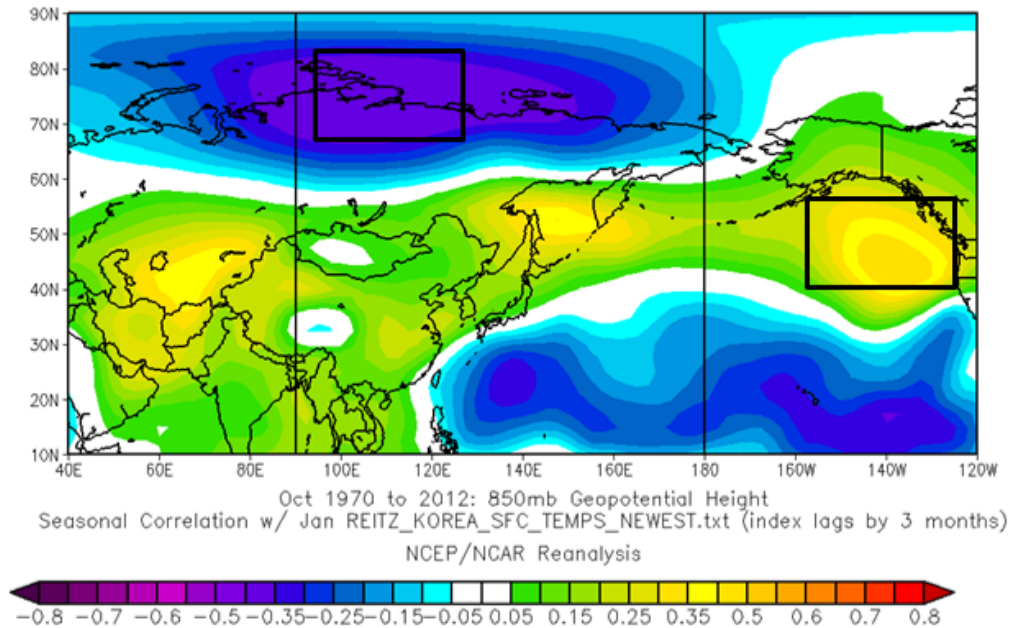 90N
80N
70N
60N
50N
40N
30N
20N
10N
40E 60E 80E 100E 120E 140E 160E 180 160W 140W 120W
Oct 1970 to 2012: 850mb Geopotential Height
Seasonal Correlation w/ Jan REITZ_KOREA_SFC_TEMPS_NEWEST.txt (index lags by 3 months)
NCEP/NCAR Reanalysis
-0.8 -0.7 -0.6 -0.5 -0.35 -0.25 -0.15 -0.05 0.05 0.15 0.25 0.35 0.5 0.6 0.7 0.8